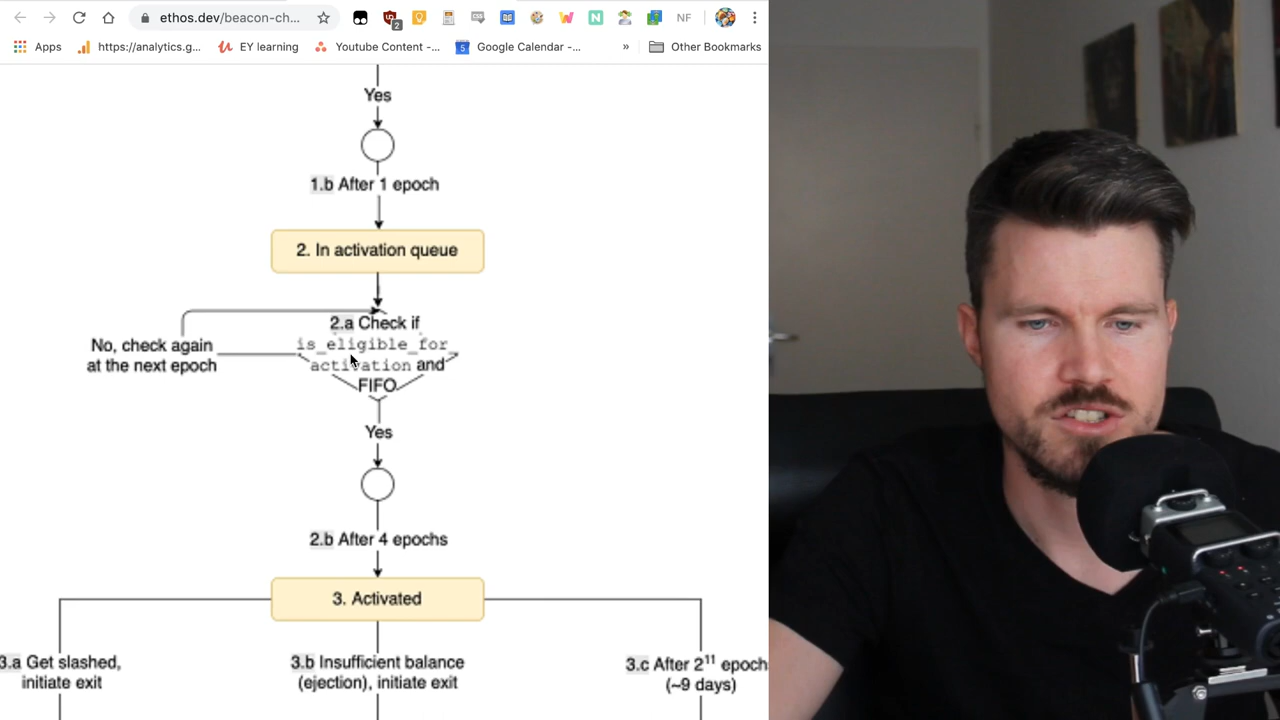 ethos.dev/beacon-ch...
2
NF
Apps
https://analytics.g...
EY learning
Youtube Content -...
5
Google Calendar -...
»
Other Bookmarks
Yes
1.b After 1 epoch
2. In activation queue
2.a Check if
is_eligible_for_
activation and
FIFO
No, check again
at the next epoch
Yes
2.b After 4 epochs
3. Activated
3.a Get slashed,
initiate exit
3.b Insufficient balance
(ejection), initiate exit
3.c After 2¹¹ epoch
(~9 days)